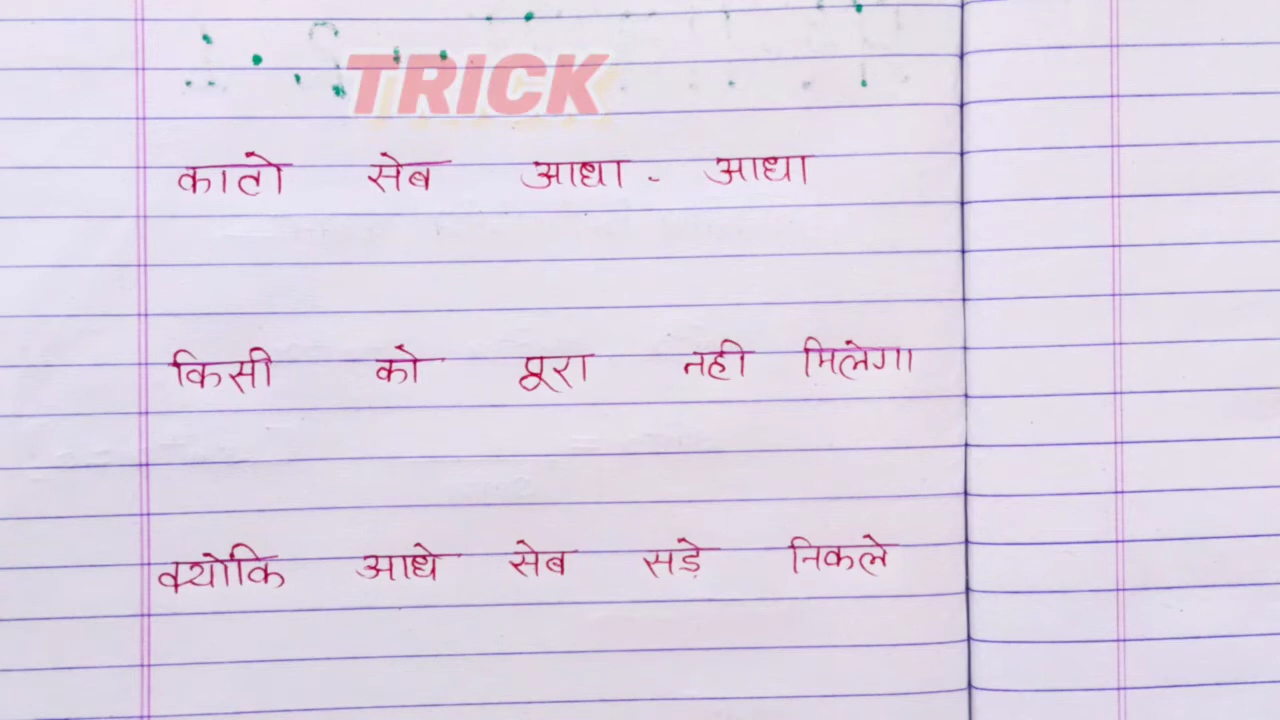 TRICK
काटो सेब आधा - आधा
किसी को पूरा नही मिलेगा
क्योकि आधे सेब सड़े निकले